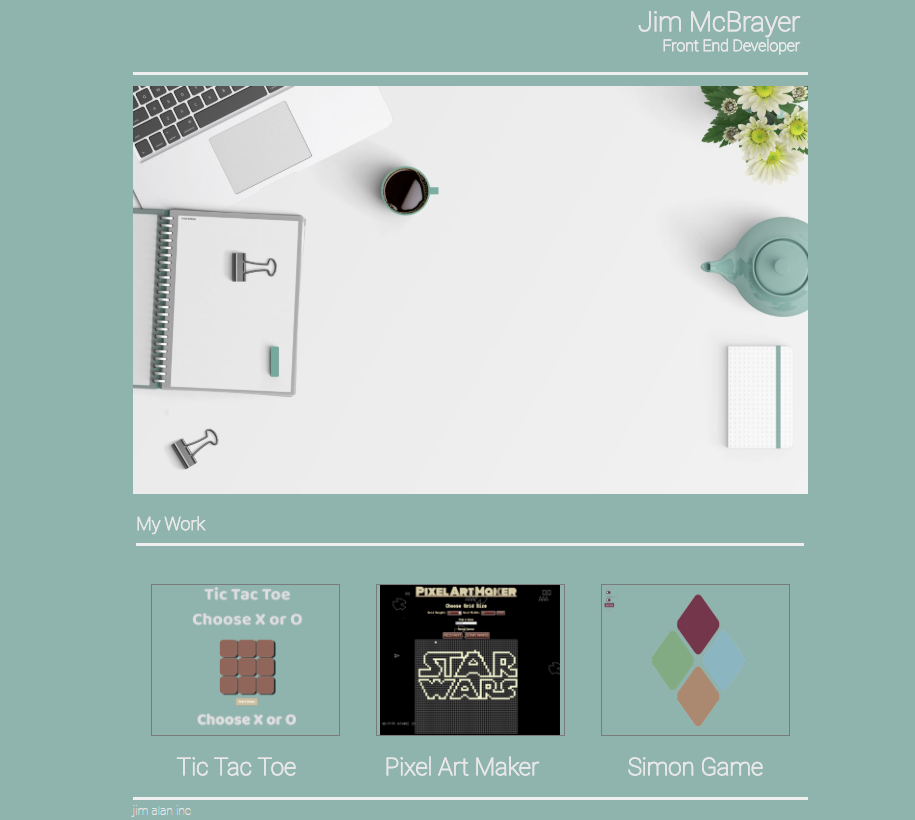 Jim McBrayer
Front End Developer
My Work
Tic Tac Toe
Choose X or O
Choose X or O
PIXEL ART MAKER
Choose Grid Size
STAR
WARS
Tic Tac Toe
Pixel Art Maker
Simon Game
jim alan inc